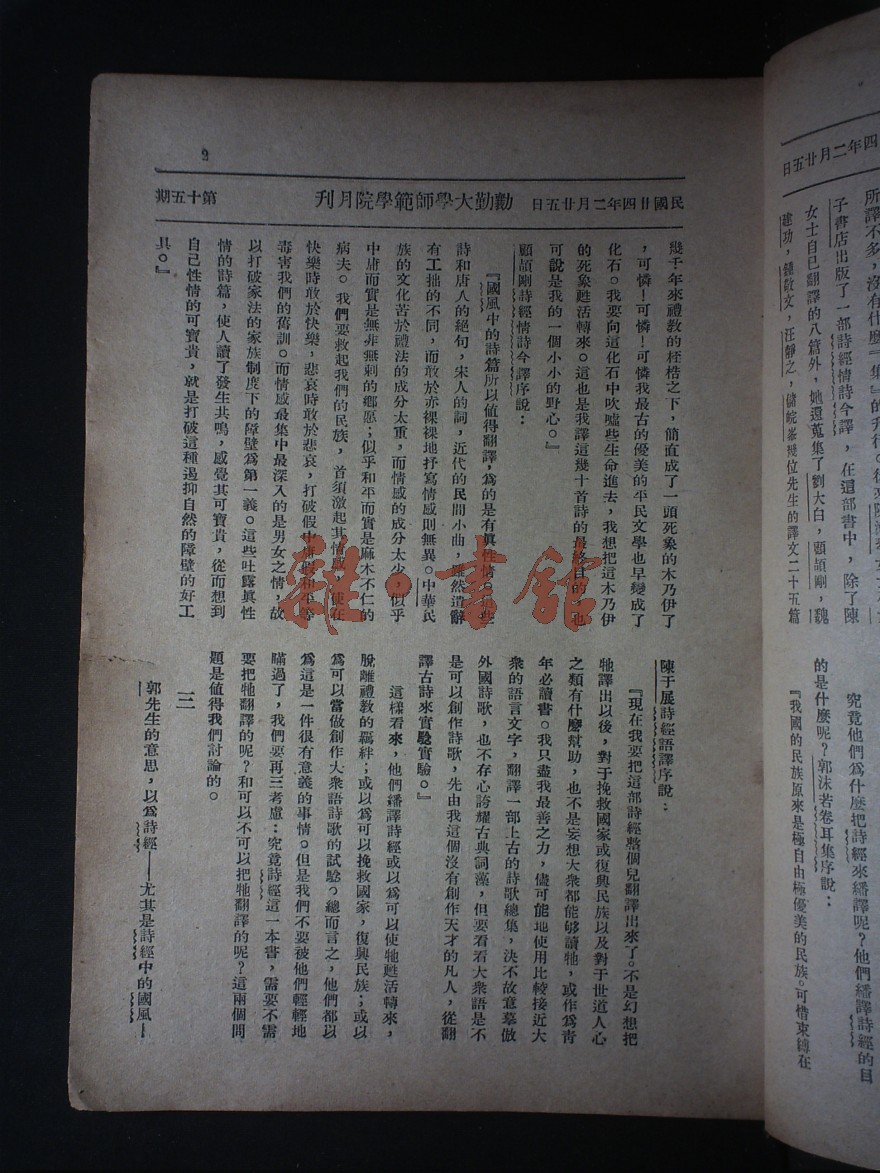 四年二月廿五日
所譯不多，沒有什麼『集』的刊行。
子書店出版了一部詩經情詩今譯，在這部書中，除了陳
女士自己翻譯的八篇外，她還蒐集了劉大白，顧頡剛，魏
建功，鍾敬文，汪靜之，儲皖峯幾位先生的譯文二十五篇
究竟他們爲什麼把詩經來繙譯呢？他們繙譯詩經的目
的是什麼呢？郭沫若卷耳集序說：
『我國的民族原來是極自由極優美的民族。可惜束縛在
2
民國廿四年二月廿五日
勷勤大學師範學院月刊
第十五期
幾千年來禮教的桎梏之下，簡直成了一頭死象的木乃伊了
，可憐！可憐！可憐我最古的優美的平民文學也早變成了
化石。我要向這化石中吹噓些生命進去，我想把這木乃伊
的死象甦活轉來。這也是我譯這幾十首詩的最終目的，也
可說是我的一個小小的野心。』
顧頡剛詩經情詩今譯序說：
『國風中的詩篇所以値得翻譯，爲的是有眞性情，這些
詩和唐人的絕句，宋人的詞，近代的民間小曲，雖然遣辭
有工拙的不同，而敢於赤裸裸地抒寫情感則無異。中華民
族的文化苦於禮法的成分太重，而情感的成分太少，似乎
中庸而實是無非無刺的鄉愿；似乎和平而實是麻木不仁的
病夫。我們要救起我們的民族，首須激起其情感，使在
快樂時敢於快樂，悲哀時敢於悲哀，打破假中庸假和平等
毒害我們的舊訓。而情感最集中最深入的是男女之情，故
以打破家法的家族制度下的障壁爲第一義。這些吐露眞性
情的詩篇，使人讀了發生共鳴，感覺其可寶貴，從而想到
自己性情的可寶貴，就是打破這種遏抑自然的障壁的好工
具。』
陳于展詩經語譯序說：
『現在我要把這部詩經整個兒翻譯出來了。不是幻想把
牠譯出以後，對于挽救國家或復興民族以及對于世道人心
之類有什麼幫助，也不是妄想大衆都能夠讀牠，或作爲靑
年必讀書。我只盡我最善之力，儘可能地使用比較接近大
衆的語言文字，翻譯一部上古的詩歌總集，決不故意摹倣
外國詩歌，也不存心誇耀古典詞藻，但要看看大衆語是不
是可以創作詩歌，先由我這個沒有創作天才的凡人，從翻
譯古詩來實驗實驗。』
這樣看來，他們繙譯詩經或以爲可以使牠甦活轉來，
脫離禮教的羈絆；或以爲可以挽救國家，復興民族；或以
爲可以當做創作大衆語詩歌的試驗。總而言之，他們都以
爲這是一件很有意義的事情。但是我們不要被他們輕輕地
瞞過了，我們要再三考慮：究竟詩經這一本書，需要不需
要把牠翻譯的呢？和可以不可以把牠翻譯的呢？這兩個問
題是値得我們討論的。
三
郭先生的意思，以爲詩經——尤其是詩經中的國風—
雜·書館